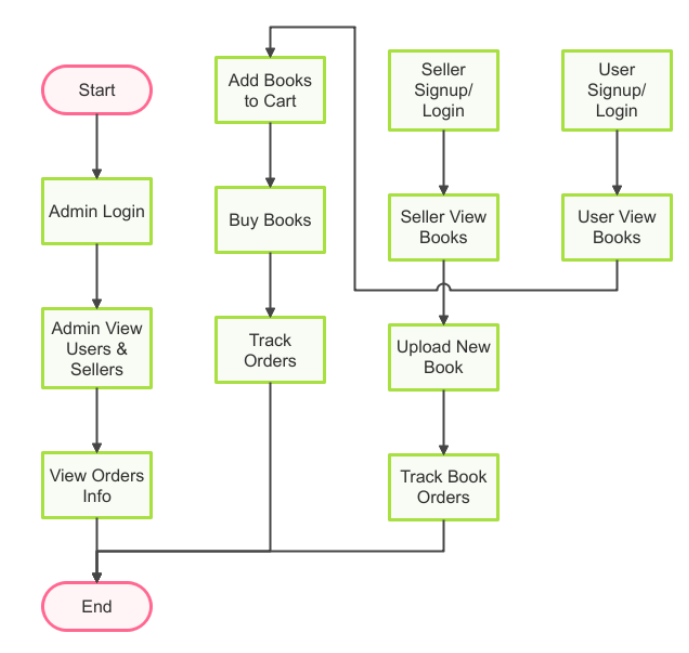 Start
Admin Login
Admin View
Users &
Sellers
View Orders
Info
End
Add Books
to Cart
Buy Books
Track
Orders
Seller
Signup/
Login
Seller View
Books
Upload New
Book
Track Book
Orders
User
Signup/
Login
User View
Books